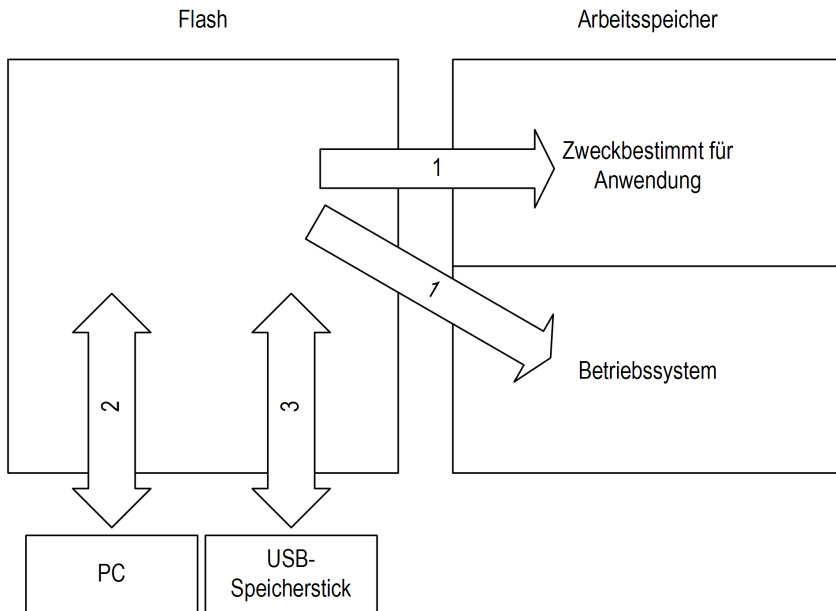 Flash
Arbeitsspeicher
1
Zweckbestimmt für
Anwendung
1
Betriebssystem
2
3
PC
USB-
Speicherstick